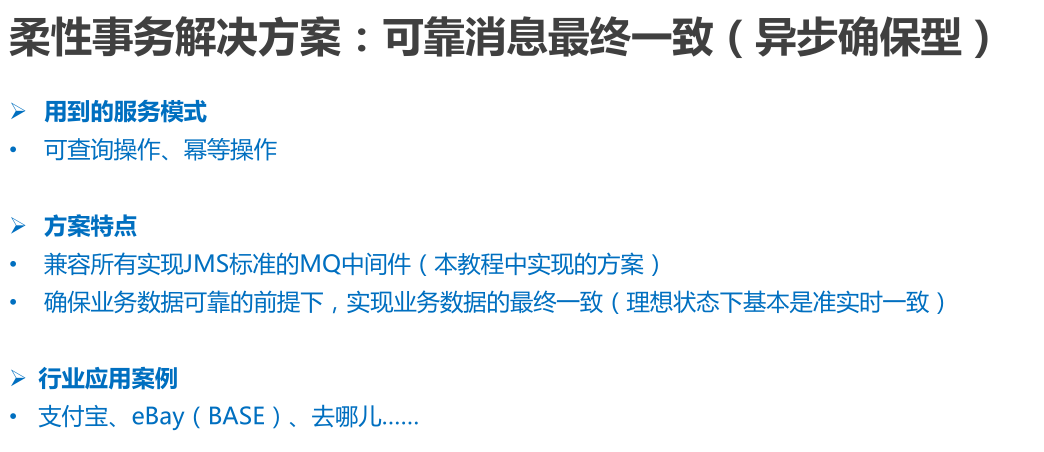 柔性事务解决方案：可靠消息最终一致（异步确保型）
➢ 用到的服务模式
• 可查询操作、幂等操作
➢ 方案特点
• 兼容所有实现JMS标准的MQ中间件（本教程中实现的方案）
• 确保业务数据可靠的前提下，实现业务数据的最终一致（理想状态下基本是准实时一致）
➢ 行业应用案例
• 支付宝、eBay（BASE）、去哪儿……